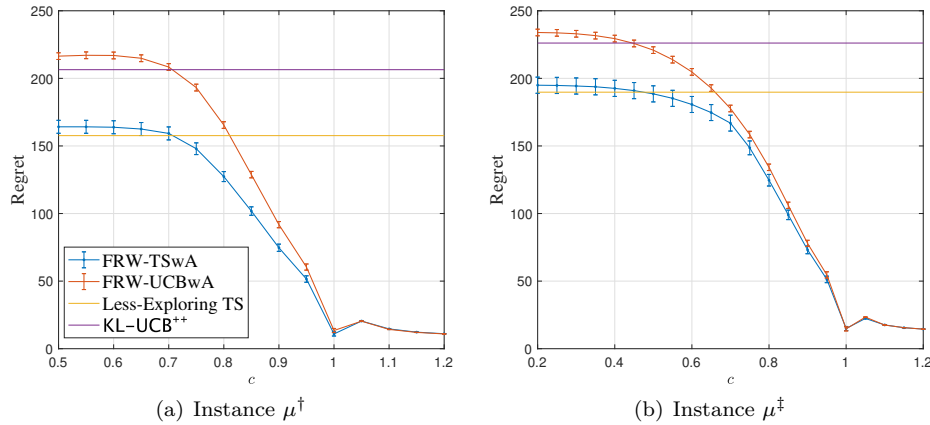 250
200
150
100
50
0
Regret
FRW-TSwA
FRW-UCBwA
Less-Exploring TS
KL-UCB⁺⁺
0.5 0.6 0.7 0.8 0.9 1 1.1 1.2
c
(a) Instance μ†
250
200
150
100
50
0
Regret
0.2 0.4 0.6 0.8 1 1.2
c
(b) Instance μ‡